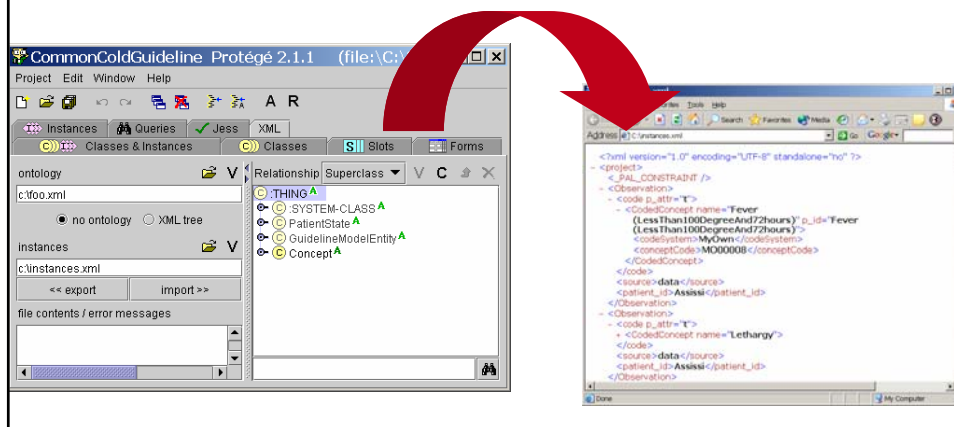 CommonColdGuideline Protégé 2.1.1 (file:\C:\
Project Edit Window Help
A R
Instances Queries Jess XML
C Classes & Instances C Classes S Slots Forms
ontology V Relationship Superclass V C
c:\foo.xml
:THING A
no ontology XML tree
:SYSTEM-CLASS A
PatientState A
GuidelineModelEntity A
Concept A
instances V
c:\instances.xml
<< export import >>
file contents / error messages
Tools Help
Search Favorites Media
Address C:\instances.xml Go Google
<?xml version="1.0" encoding="UTF-8" standalone="no" ?>
- <project>
<_PAL_CONSTRAINT />
- <Observation>
- <code p_attr="t">
- <CodedConcept name="Fever
(LessThan100DegreeAnd72hours)" p_id="Fever
(LessThan100DegreeAnd72hours)">
<codeSystem>MyOwn</codeSystem>
<conceptCode>MO00008</conceptCode>
</CodedConcept>
</code>
<source>data</source>
<patient_id>Assissi</patient_id>
</Observation>
- <Observation>
- <code p_attr="t">
+ <CodedConcept name="Lethargy">
</code>
<source>data</source>
<patient_id>Assissi</patient_id>
</Observation>
Done My Computer